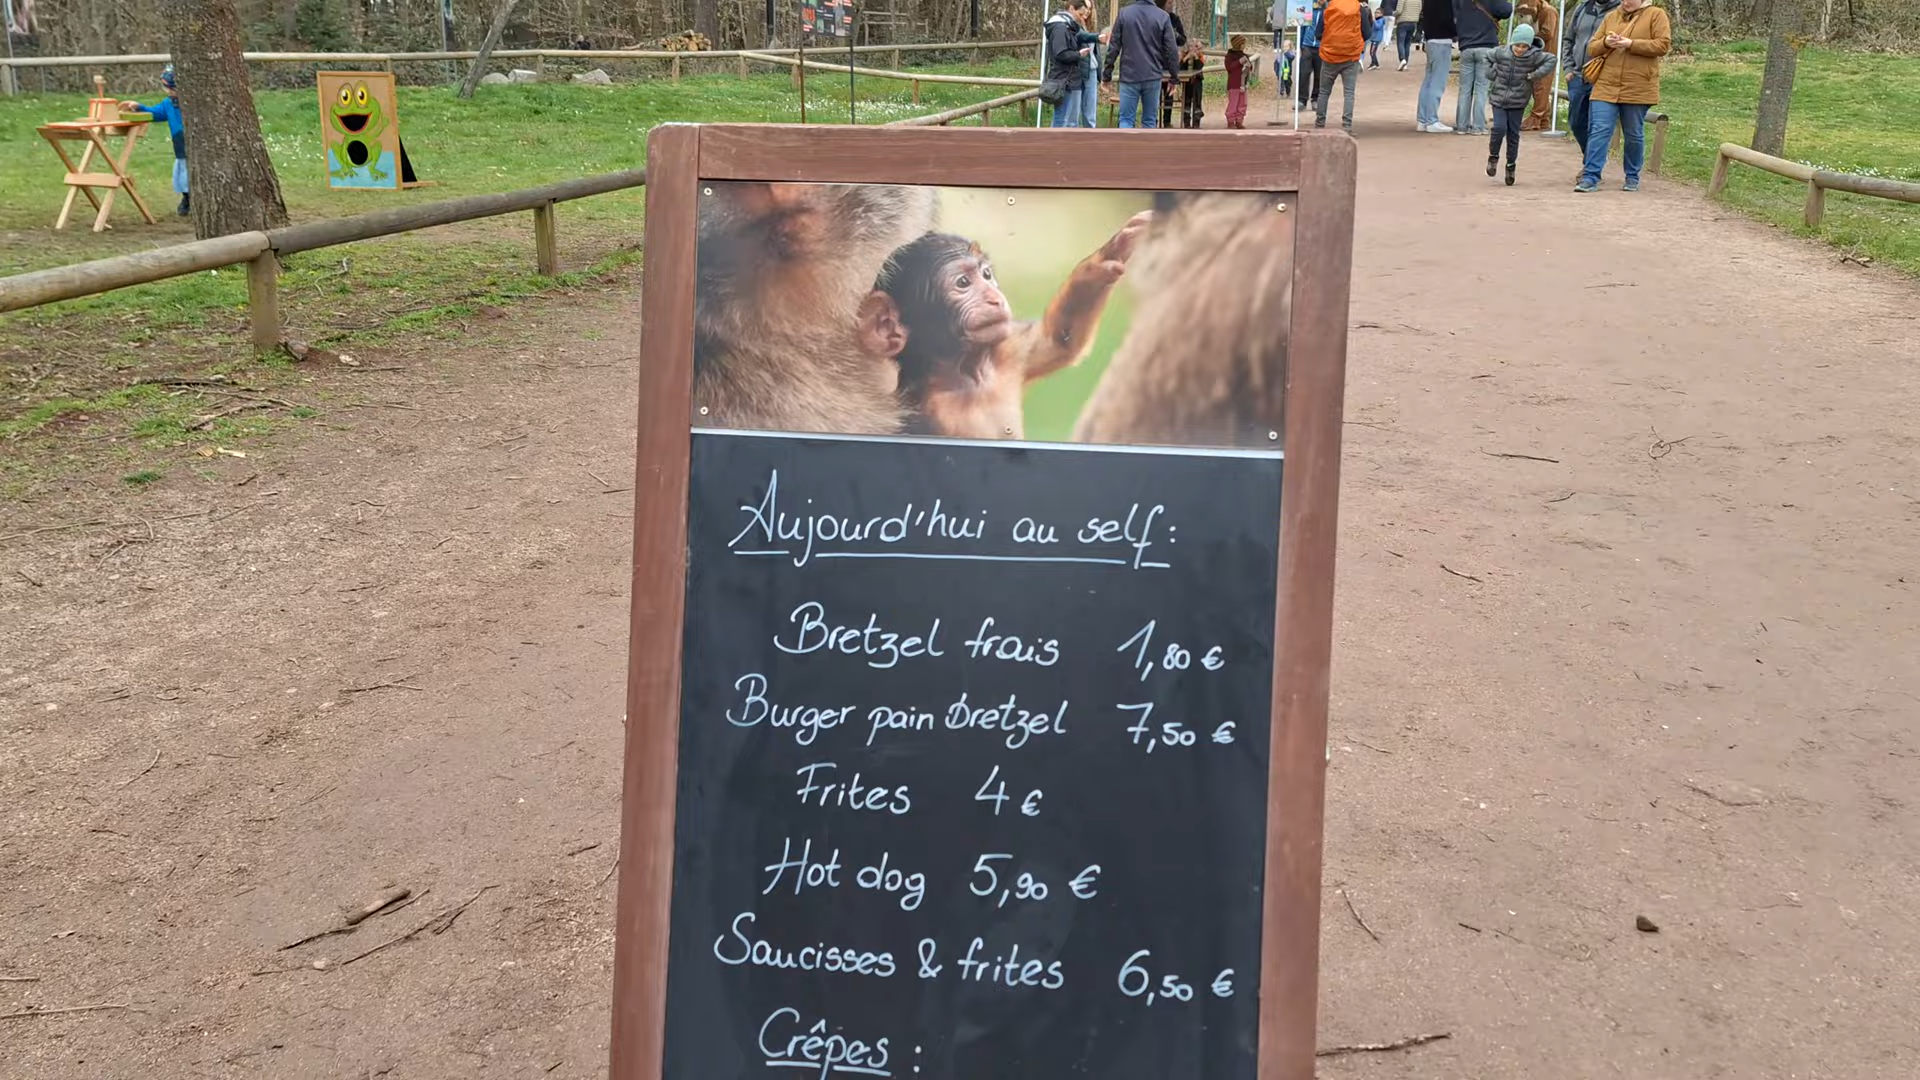 Aujourd'hui au self :
Bretzel frais 1,80 €
Burger pain bretzel 7,50 €
Frites 4 €
Hot dog 5,90 €
Saucisses & frites 6,50 €
Crêpes :